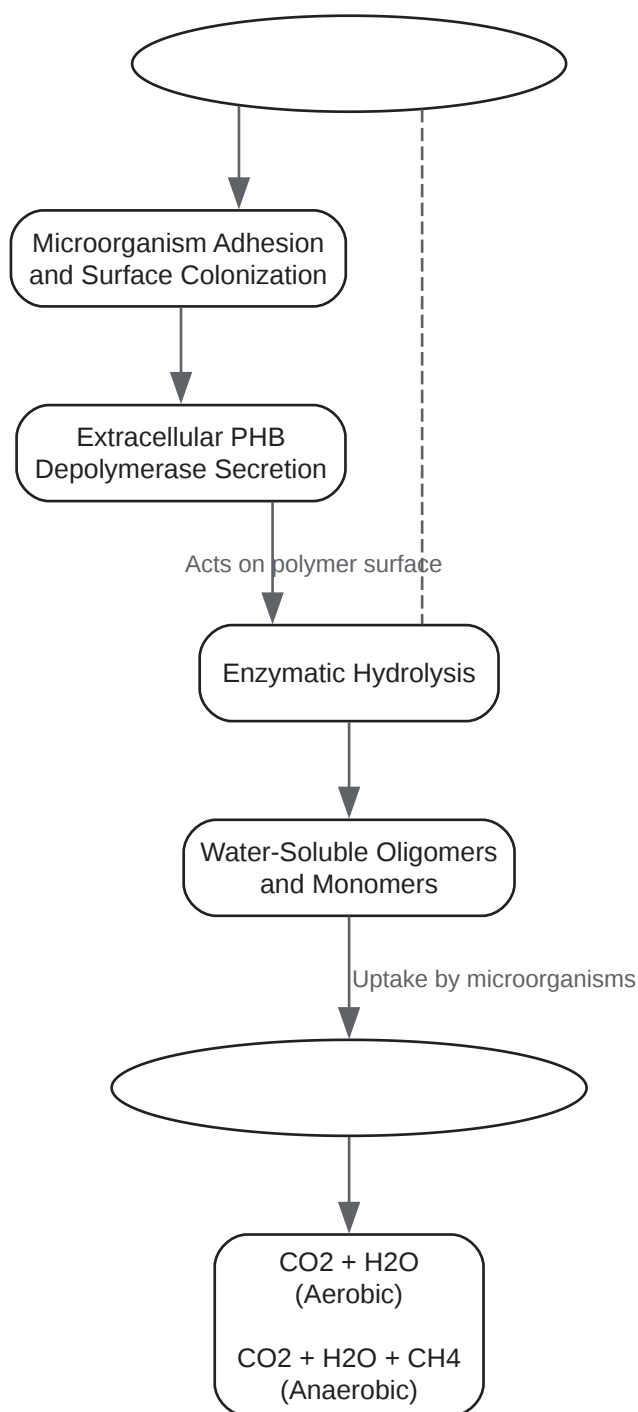 Microorganism Adhesion
and Surface Colonization
Extracellular PHB
Depolymerase Secretion
Acts on polymer surface
Enzymatic Hydrolysis
Water-Soluble Oligomers
and Monomers
Uptake by microorganisms
CO2 + H2O
(Aerobic)
CO2 + H2O + CH4
(Anaerobic)